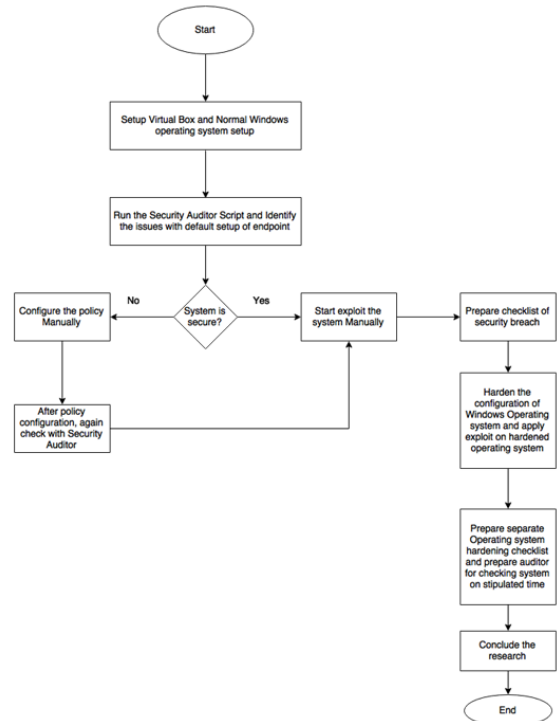 Start
Setup Virtual Box and Normal Windows
operating system setup
Run the Security Auditor Script and Identify
the issues with default setup of endpoint
System is
secure?
No
Yes
Configure the policy
Manually
After policy
configuration, again
check with Security
Auditor
Start exploit the
system Manually
Prepare checklist of
security breach
Harden the
configuration of
Windows Operating
system and apply
exploit on hardened
operating system
Prepare separate
Operating system
hardening checklist
and prepare auditor
for checking system
on stipulated time
Conclude the
research
End